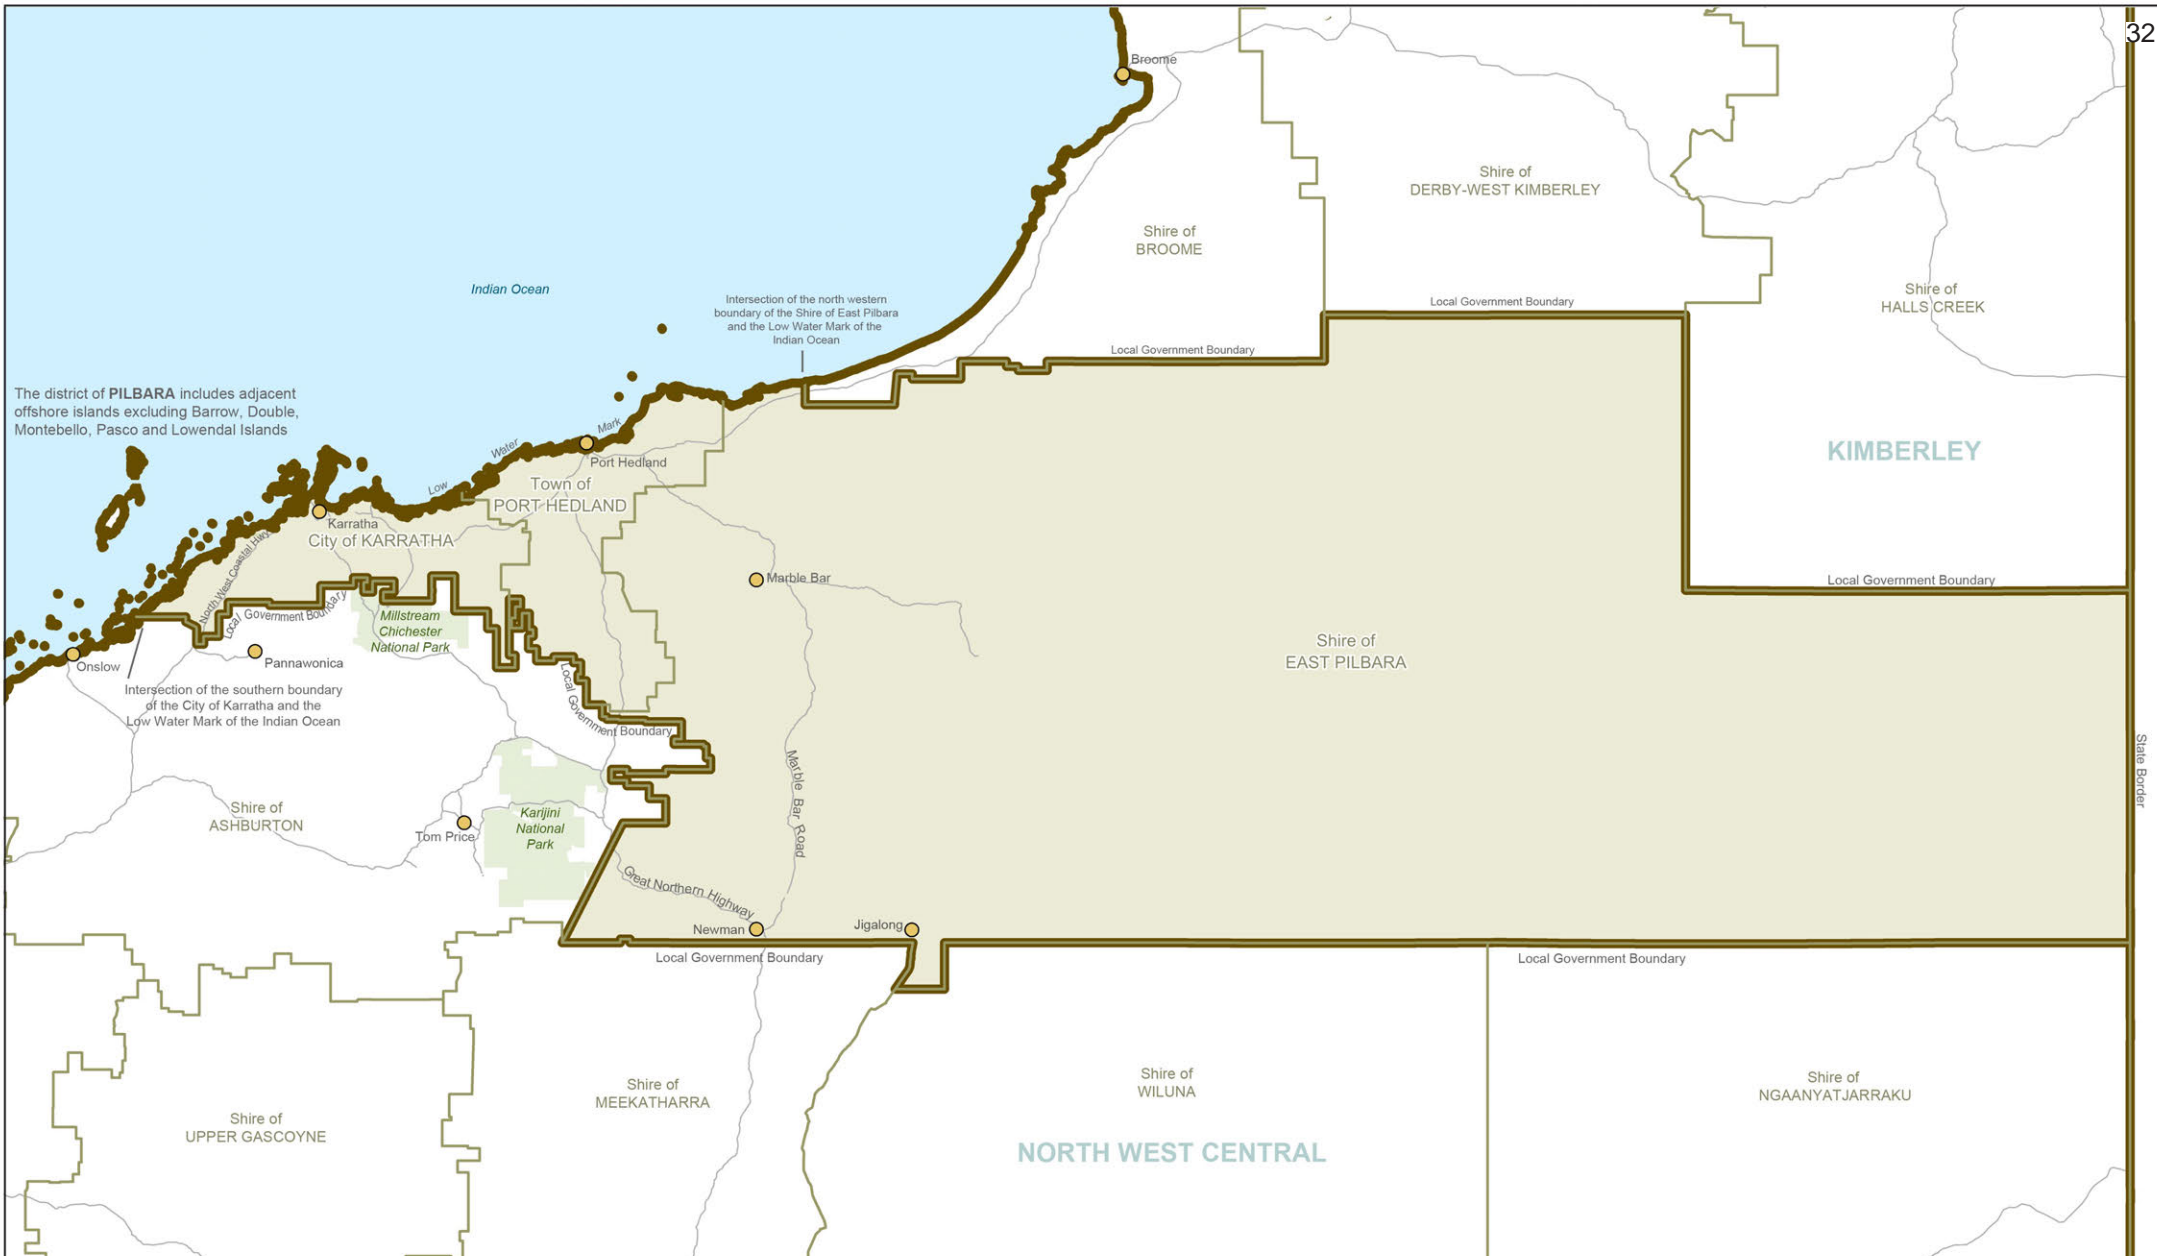 32
Broome
Shire of
DERBY-WEST KIMBERLEY
Shire of
BROOME
Indian Ocean
Intersection of the north western
boundary of the Shire of East Pilbara
and the Low Water Mark of the
Indian Ocean
Local Government Boundary
Shire of
HALLS CREEK
Local Government Boundary
The district of PILBARA includes adjacent
offshore islands excluding Barrow, Double,
Montebello, Pasco and Lowendal Islands
Low Water Mark
Port Hedland
KIMBERLEY
Town of
PORT HEDLAND
Karratha
City of KARRATHA
North West Coastal Hwy
Marble Bar
Local Government Boundary
Local Government Boundary
Millstream
Chichester
National Park
Shire of
EAST PILBARA
Onslow
Pannawonica
Intersection of the southern boundary
of the City of Karratha and the
Low Water Mark of the Indian Ocean
Local Government Boundary
Marble Bar Road
State Border
Shire of
ASHBURTON
Tom Price
Karijini
National
Park
Great Northern Highway
Newman
Jigalong
Local Government Boundary
Local Government Boundary
Shire of
MEEKATHARRA
Shire of
WILUNA
Shire of
NGAANYATJARRAKU
Shire of
UPPER GASCOYNE
NORTH WEST CENTRAL